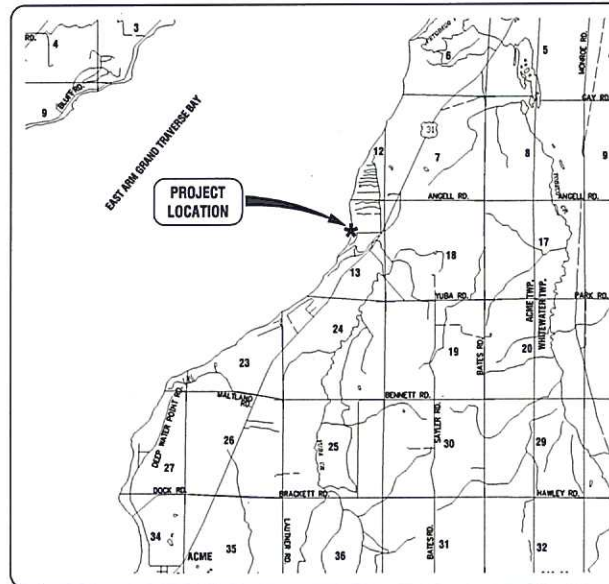 3
4
RD.
5
6
MONROE RD.
9
BLUFF RD.
GAY RD.
EAST ARM GRAND TRAVERSE BAY
31
12
7
8
9
PROJECT
LOCATION
ANGELL RD.
ANGELL RD.
13
18
17
YUBA RD.
ACME TWP.
WHITEWATER TWP.
PARK RD.
24
23
19
BATES RD.
20
MALTLAND
RD.
BENNETT RD.
DEEP WATER POINT RD.
26
25
YUBA CRK
SAYLER RD.
30
29
27
DOCK RD.
BRACKETT RD.
HAWLEY RD.
34
ACME
35
LAUTNER RD.
36
BATES RD.
31
32